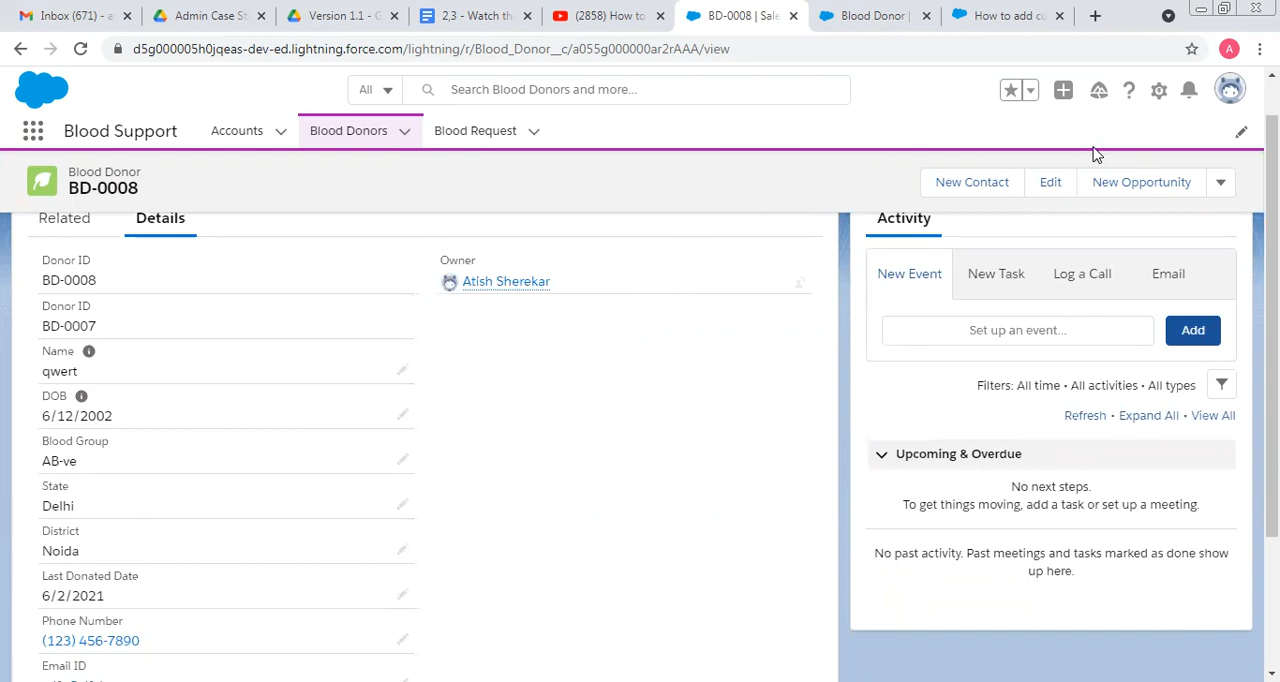 Inbox (671) - a
Admin Case St
Version 1.1 - G
2.3 - Watch the
(2858) How to
BD-0008 | Sale
Blood Donor |
How to add cu
d5g000005h0jqeas-dev-ed.lightning.force.com/lightning/r/Blood_Donor__c/a055g000000ar2rAAA/view
A
All
Search Blood Donors and more...
Blood Support
Accounts
Blood Donors
Blood Request
Blood Donor
BD-0008
New Contact
Edit
New Opportunity
Related
Details
Activity
Donor ID
BD-0008
Owner
Atish Sherekar
Donor ID
BD-0007
Name
qwert
DOB
6/12/2002
Blood Group
AB-ve
State
Delhi
District
Noida
Last Donated Date
6/2/2021
Phone Number
(123) 456-7890
Email ID
New Event
New Task
Log a Call
Email
Set up an event...
Add
Filters: All time • All activities • All types
Refresh • Expand All • View All
Upcoming & Overdue
No next steps.
To get things moving, add a task or set up a meeting.
No past activity. Past meetings and tasks marked as done show
up here.